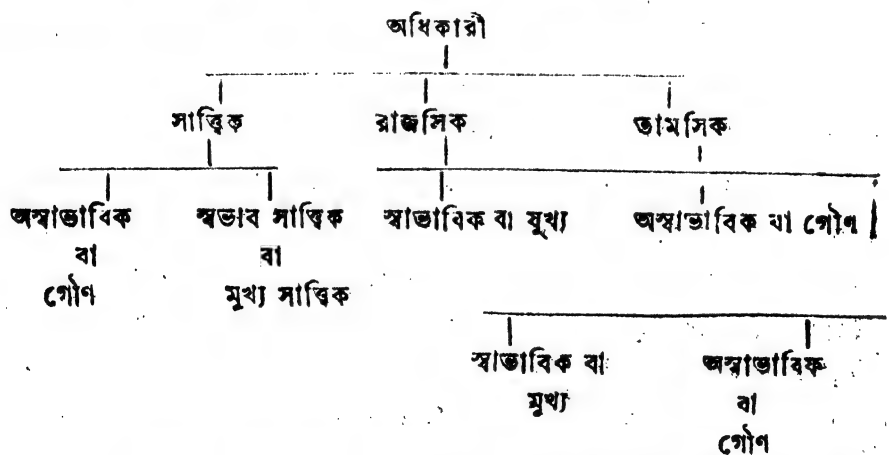 অধিকারী
সাত্ত্বিক রাজসিক তামসিক
অস্বাভাবিক স্বভাব সাত্ত্বিক স্বাভাবিক বা মুখ্য অস্বাভাবিক বা গৌণ
বা বা
গৌণ মুখ্য সাত্ত্বিক
স্বাভাবিক বা অস্বাভাবিক
মুখ্য বা
গৌণ